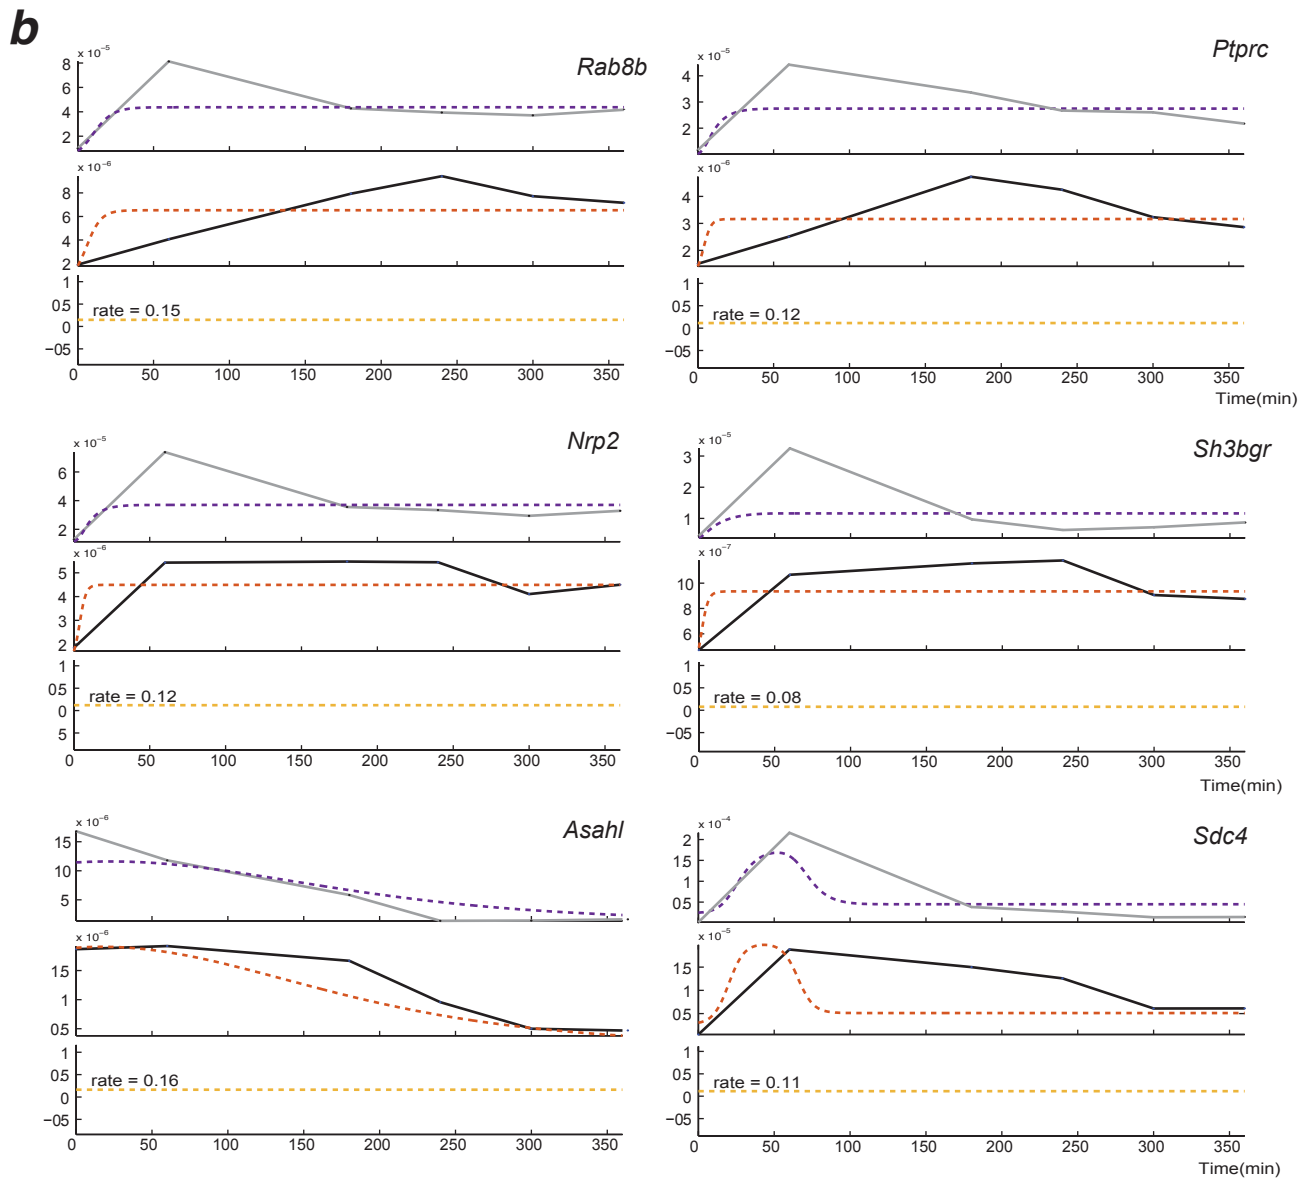 b
Rab8b
x 10⁻⁵
8
6
4
2
x 10⁻⁶
8
6
4
2
1
05
0
−05
rate = 0.15
0 50 100 150 200 250 300 350
Ptprc
x 10⁻⁵
4
3
2
x 10⁻⁶
4
3
2
1
05
0
−05
rate = 0.12
0 50 100 150 200 250 300 350
Time(min)
Nrp2
x 10⁻⁵
6
4
2
x 10⁻⁶
5
4
3
2
1
05
0
5
rate = 0.12
0 50 100 150 200 250 300 350
Sh3bgr
x 10⁻⁵
3
2
1
x 10⁻⁷
10
8
6
1
05
0
−05
rate = 0.08
0 50 100 150 200 250 300 350
Time(min)
Asahl
x 10⁻⁶
15
10
5
x 10⁻⁶
15
1
05
1
05
0
−05
rate = 0.16
0 50 100 150 200 250 300 350
Sdc4
x 10⁻⁴
2
15
1
05
x 10⁻⁵
15
1
05
1
05
0
−05
rate = 0.11
0 50 100 150 200 250 300 350
Time(min)